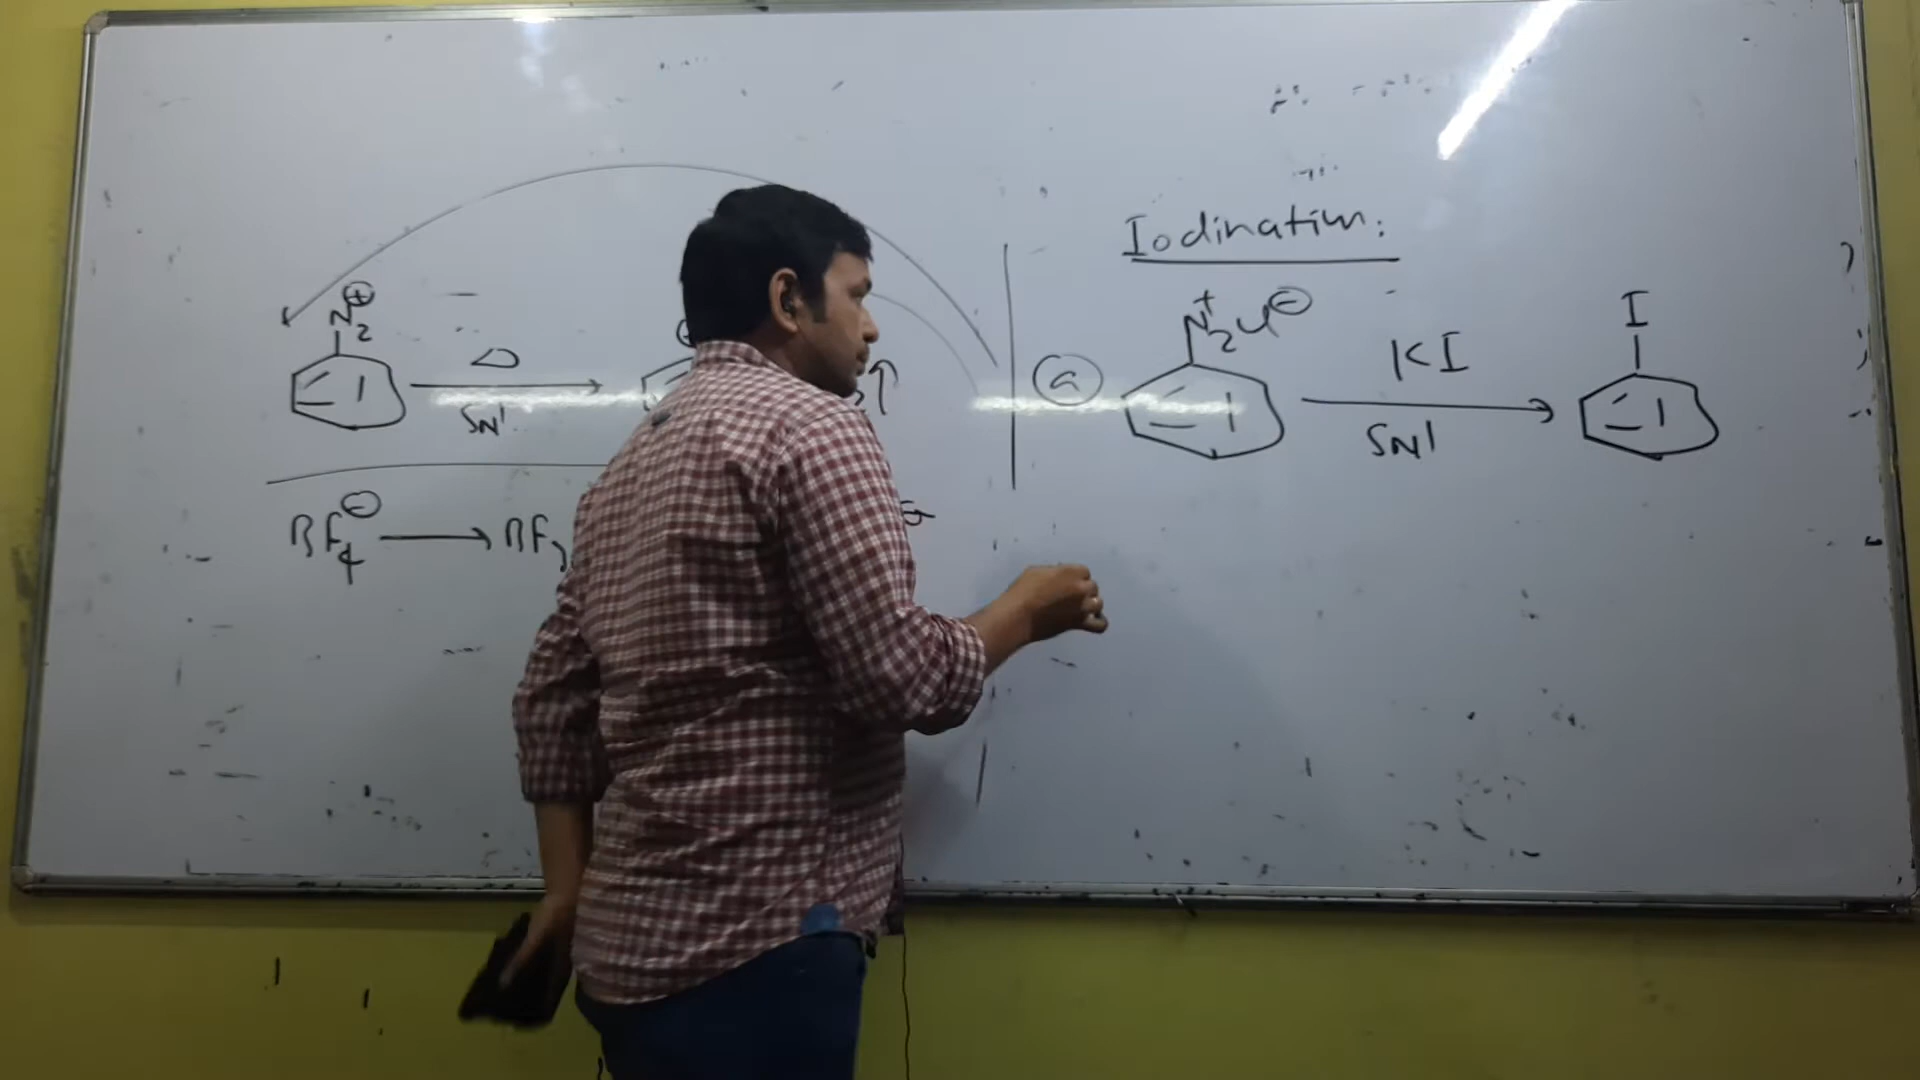 Iodination:
N₂⊕
Δ
SN¹
BF₄⊖ → BF₃
(a)
N₂⁺Cl⊖
KI
SN1
I